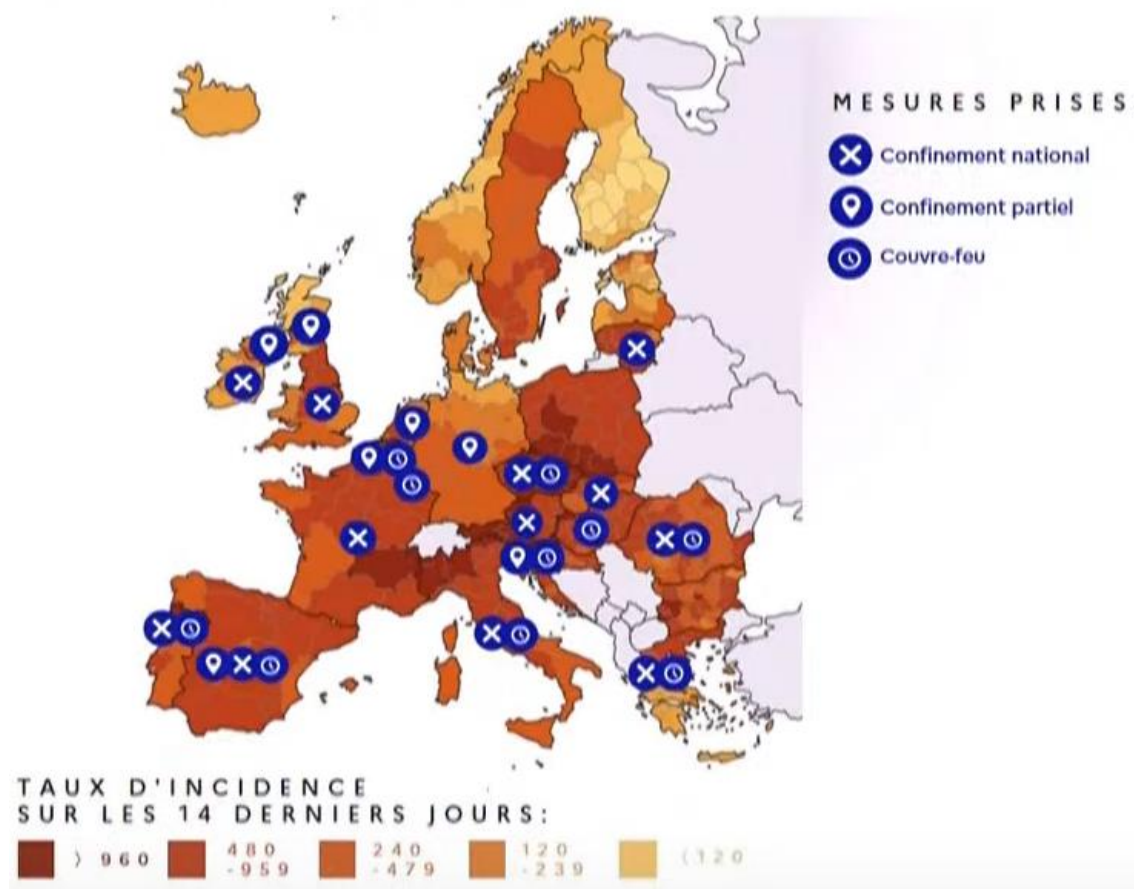 MESURES PRISES
Confinement national
Confinement partiel
Couvre-feu
TAUX D'INCIDENCE
SUR LES 14 DERNIERS JOURS:
> 960
480
-959
240
-479
120
-239
<120